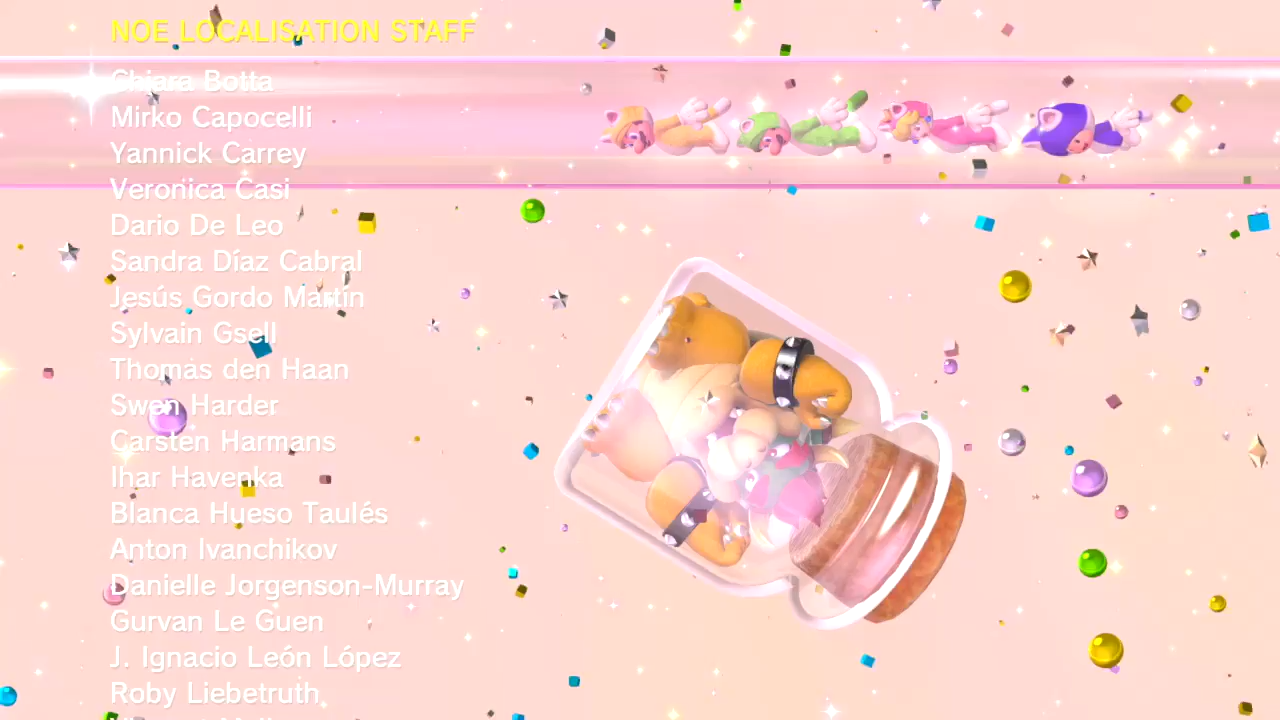 NOE LOCALISATION STAFF
Chiara Botta
Mirko Capocelli
Yannick Carrey
Veronica Casi
Dario De Leo
Sandra Díaz Cabral
Jesús Gordo Martín
Sylvain Gsell
Thomas den Haan
Swen Harder
Carsten Harmans
Ihar Havenka
Blanca Hueso Taulés
Anton Ivanchikov
Danielle Jorgenson-Murray
Gurvan Le Guen
J. Ignacio León López
Roby Liebetruth